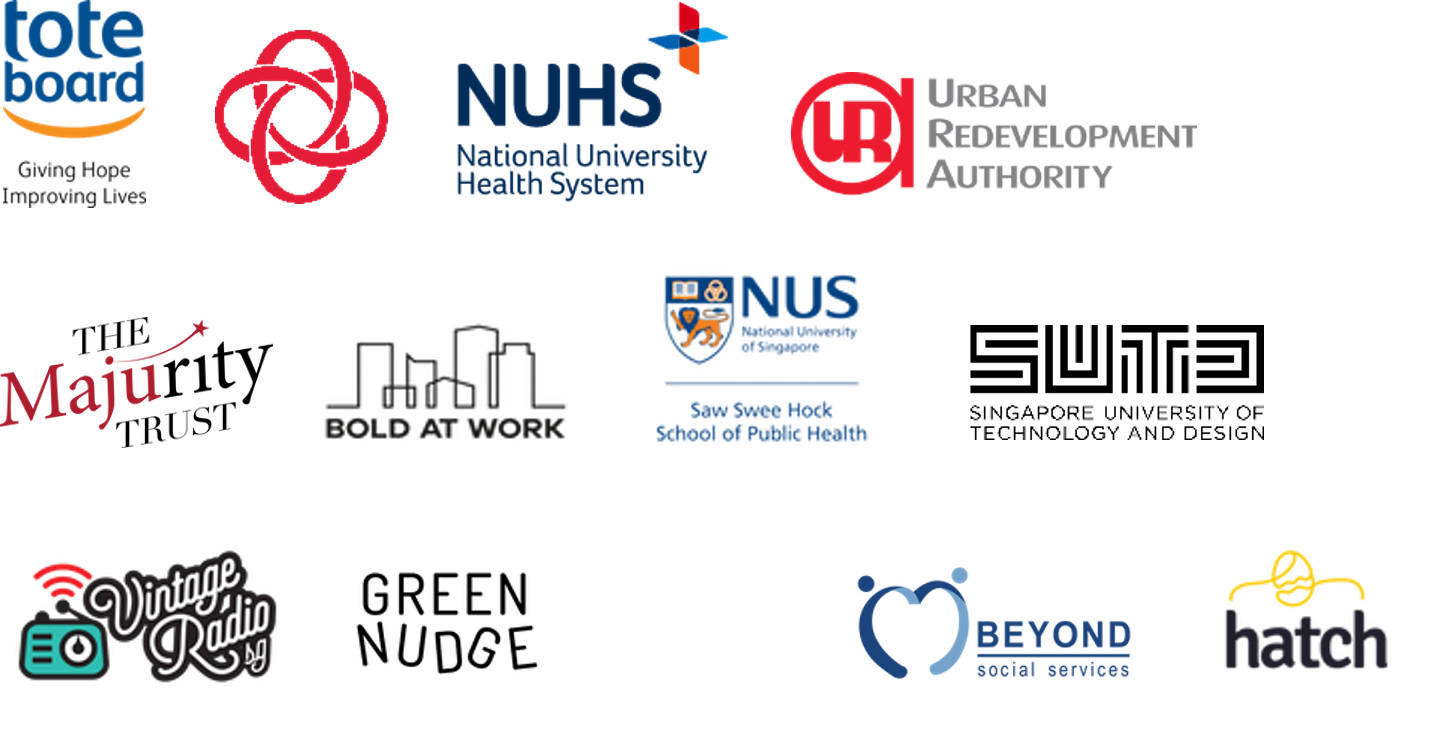 tote
board
Giving Hope
Improving Lives
NUHS
National University
Health System
UR
URBAN
REDEVELOPMENT
AUTHORITY
THE
Majurity
TRUST
BOLD AT WORK
NUS
National University
of Singapore
Saw Swee Hock
School of Public Health
SUTD
SINGAPORE UNIVERSITY OF
TECHNOLOGY AND DESIGN
Vintage
Radio
sg
GREEN
NUDGE
BEYOND
social services
hatch